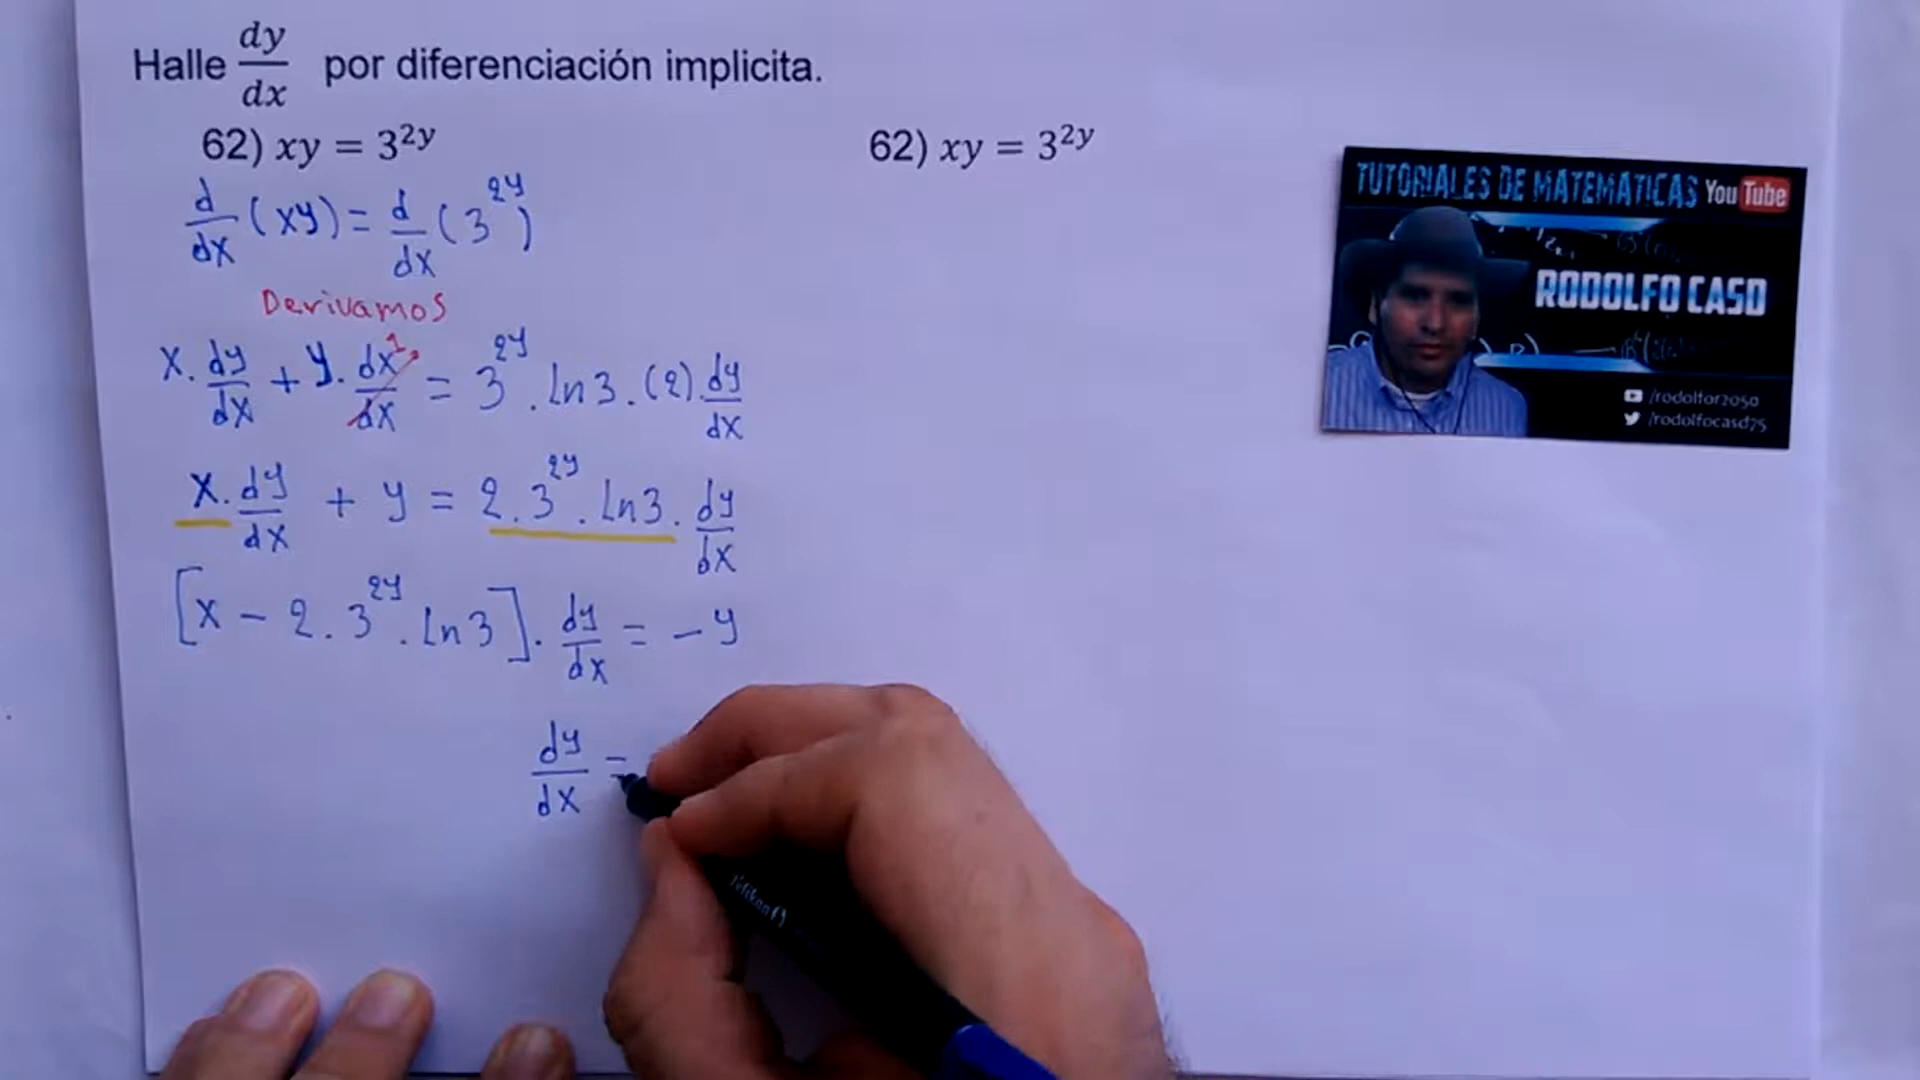 Halle dy/dx por diferenciación implicita.
62) xy = 3^{2y}
d/dx (xy) = d/dx (3^{2y})
Derivamos
x. dy/dx + y. dx/dx ^1 = 3^{2y} . ln3 . (2). dy/dx
x. dy/dx + y = 2. 3^{2y} . ln3. dy/dx
[x - 2. 3^{2y} . ln3]. dy/dx = - y
dy/dx =
62) xy = 3^{2y}
TUTORIALES DE MATEMATICAS YouTube
RODOLFO CASO
/rodolfor2050
/rodolfocasd75